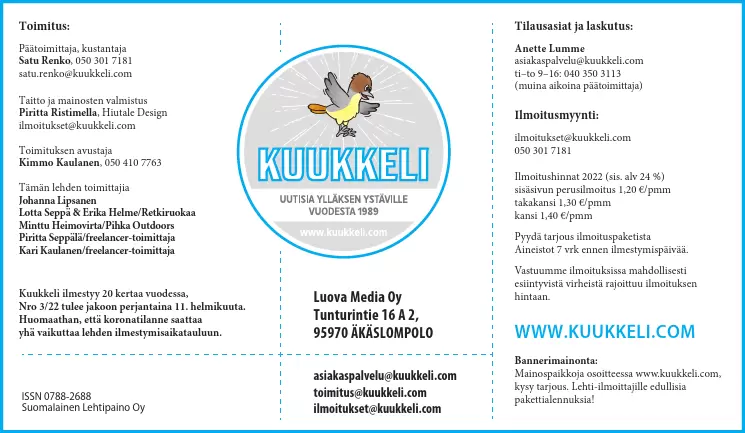 Toimitus:
Päätoimittaja, kustantaja
Satu Renko, 050 301 7181
satu.renko@kuukkeli.com
Taitto ja mainosten valmistus
Piritta Ristimella, Hiutale Design
ilmoitukset@kuukkeli.com
Toimituksen avustaja
Kimmo Kaulanen, 050 410 7763
Tämän lehden toimittajia
Johanna Lipsanen
Lotta Seppä & Erika Helme/Retkiruokaa
Minttu Heimovirta/Pihka Outdoors
Piritta Seppälä/freelancer-toimittaja
Kari Kaulanen/freelancer-toimittaja
Kuukkeli ilmestyy 20 kertaa vuodessa,
Nro 3/22 tulee jakoon perjantaina 11. helmikuuta.
Huomaathan, että koronatilanne saattaa
yhä vaikuttaa lehden ilmestymisaikatauluun.
ISSN 0788-2688
Suomalainen Lehtipaino Oy
KUUKKELI
UUTISIA YLLÄKSEN YSTÄVILLE
VUODESTA 1989
www.kuukkeli.com
Luova Media Oy
Tunturintie 16 A 2,
95970 ÄKÄSLOMPOLO
asiakaspalvelu@kuukkeli.com
toimitus@kuukkeli.com
ilmoitukset@kuukkeli.com
Tilausasiat ja laskutus:
Anette Lumme
asiakaspalvelu@kuukkeli.com
ti–to 9–16: 040 350 3113
(muina aikoina päätoimittaja)
Ilmoitusmyynti:
ilmoitukset@kuukkeli.com
050 301 7181
Ilmoitushinnat 2022 (sis. alv 24 %)
sisäsivun perusilmoitus 1,20 €/pmm
takakansi 1,30 €/pmm
kansi 1,40 €/pmm
Pyydä tarjous ilmoituspaketista
Aineistot 7 vrk ennen ilmestymispäivää.
Vastuumme ilmoituksissa mahdollisesti
esiintyvistä virheistä rajoittuu ilmoituksen
hintaan.
WWW.KUUKKELI.COM
Bannerimainonta:
Mainospaikkoja osoitteessa www.kuukkeli.com,
kysy tarjous. Lehti-ilmoittajille edullisia
pakettialennuksia!